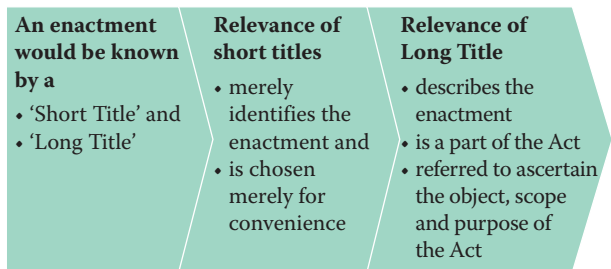 An enactment
would be known
by a
• 'Short Title' and
• 'Long Title'
Relevance of
short titles
• merely
identifies the
enactment and
• is chosen
merely for
convenience
Relevance of
Long Title
• describes the
enactment
• is a part of the Act
• referred to ascertain
the object, scope
and purpose of
the Act